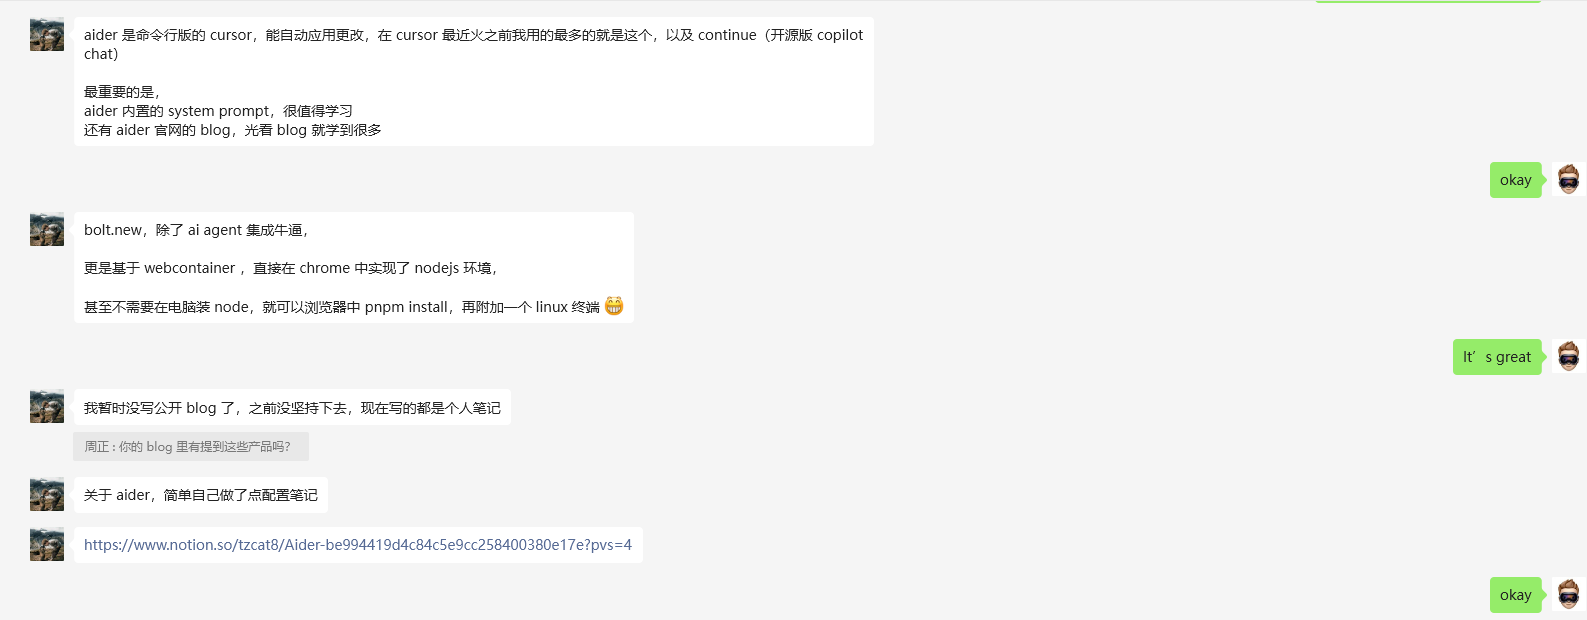 aider 是命令行版的 cursor，能自动应用更改，在 cursor 最近火之前我用的最多的就是这个，以及 continue（开源版 copilot
chat）
最重要的是，
aider 内置的 system prompt，很值得学习
还有 aider 官网的 blog，光看 blog 就学到很多
okay
bolt.new，除了 ai agent 集成牛逼，
更是基于 webcontainer ，直接在 chrome 中实现了 nodejs 环境，
甚至不需要在电脑装 node，就可以浏览器中 pnpm install，再附加一个 linux 终端 😁
It’s great
我暂时没写公开 blog 了，之前没坚持下去，现在写的都是个人笔记
周正 : 你的 blog 里有提到这些产品吗？
关于 aider，简单自己做了点配置笔记
https://www.notion.so/tzcat8/Aider-be994419d4c84c5e9cc258400380e17e?pvs=4
okay